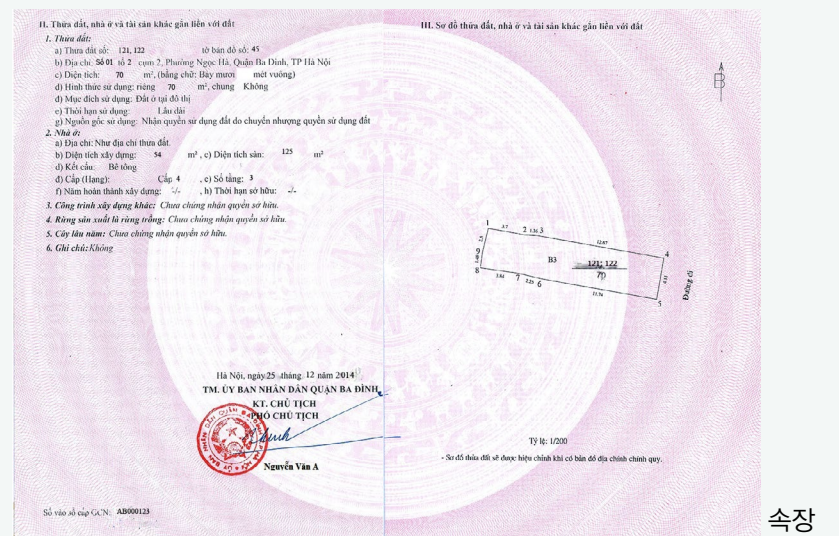 II. Thửa đất, nhà ở và tài sản khác gắn liền với đất
1. Thửa đất:
a) Thửa đất số: 121, 122 tờ bản đồ số: 45
b) Địa chỉ: Số 01 tổ 2 cụm 2, Phường Ngọc Hà, Quận Ba Đình, TP Hà Nội
c) Diện tích: 70 m², (bằng chữ: Bảy mươi mét vuông)
d) Hình thức sử dụng: riêng 70 m², chung Không
đ) Mục đích sử dụng: Đất ở tại đô thị
e) Thời hạn sử dụng: Lâu dài
g) Nguồn gốc sử dụng: Nhận quyền sử dụng đất do chuyển nhượng quyền sử dụng đất
2. Nhà ở:
a) Địa chỉ: Như địa chỉ thửa đất.
b) Diện tích xây dựng: 54 m² , c) Diện tích sàn: 125 m²
d) Kết cấu: Bê tông
đ) Cấp (Hạng): Cấp 4 , e) Số tầng: 3
f) Năm hoàn thành xây dựng: -/- , h) Thời hạn sở hữu: -/-
3. Công trình xây dựng khác: Chưa chứng nhận quyền sở hữu.
4. Rừng sản xuất là rừng trồng: Chưa chứng nhận quyền sở hữu.
5. Cây lâu năm: Chưa chứng nhận quyền sở hữu.
6. Ghi chú: Không
Hà Nội, ngày 25 tháng 12 năm 2014
TM. ỦY BAN NHÂN DÂN QUẬN BA ĐÌNH
KT. CHỦ TỊCH
PHÓ CHỦ TỊCH
Nguyễn Văn A
Số vào sổ cấp GCN: AB000123
III. Sơ đồ thửa đất, nhà ở và tài sản khác gắn liền với đất
B
1
2
3
4
B3
121; 122
70
8
7
6
5
Đường đi
Tỷ lệ: 1/200
- Sơ đồ thửa đất sẽ được hiệu chỉnh khi có bản đồ địa chính chính quy.
속장